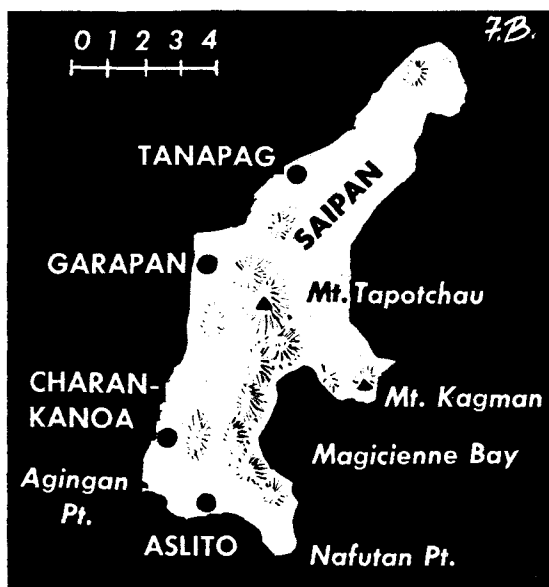 0 1 2 3 4
F.B.
TANAPAG
SAIPAN
GARAPAN
Mt. Tapotchau
CHARAN-
KANOA
Mt. Kagman
Magicienne Bay
Agingan
Pt.
ASLITO
Nafutan Pt.